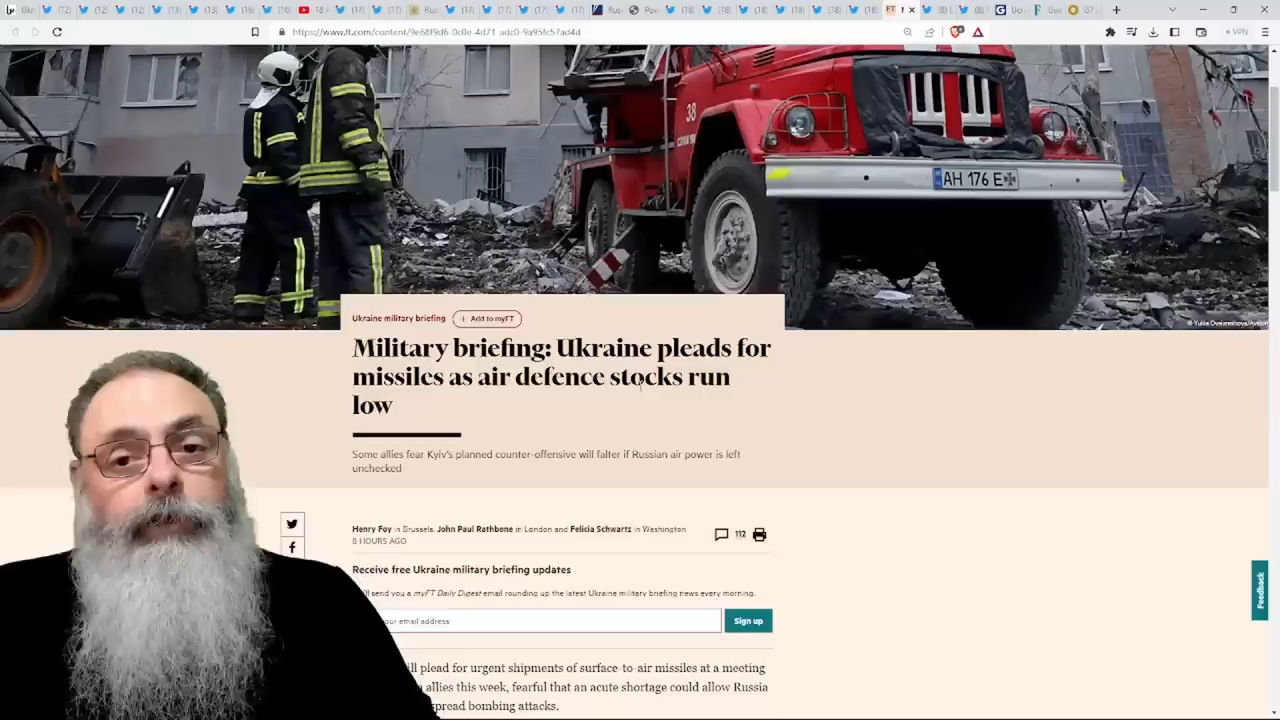 https://www.ft.com/content/9e68f9d6-0c0e-4d71-adc0-9a95fc57ad4d
VPN
38
АН 176 Е
Ukraine military briefing
+ Add to myFT
Military briefing: Ukraine pleads for
missiles as air defence stocks run
low
Some allies fear Kyiv's planned counter-offensive will falter if Russian air power is left
unchecked
Henry Foy in Brussels, John Paul Rathbone in London and Felicia Schwartz in Washington
8 HOURS AGO
112
Receive free Ukraine military briefing updates
send you a myFT Daily Digest email rounding up the latest Ukraine military briefing news every morning.
email address
Sign up
plead for urgent shipments of surface-to-air missiles at a meeting
allies this week, fearful that an acute shortage could allow Russia
bombing attacks.
Feedback